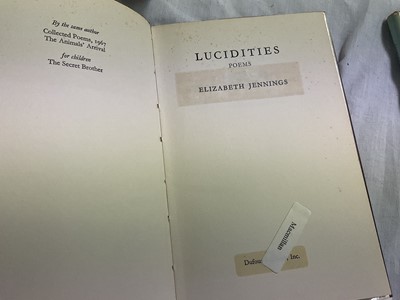 By the same author
Collected Poems, 1967
The Animals' Arrival
for children
The Secret Brother
LUCIDITIES
POEMS
ELIZABETH JENNINGS
Macmillan
Inc.